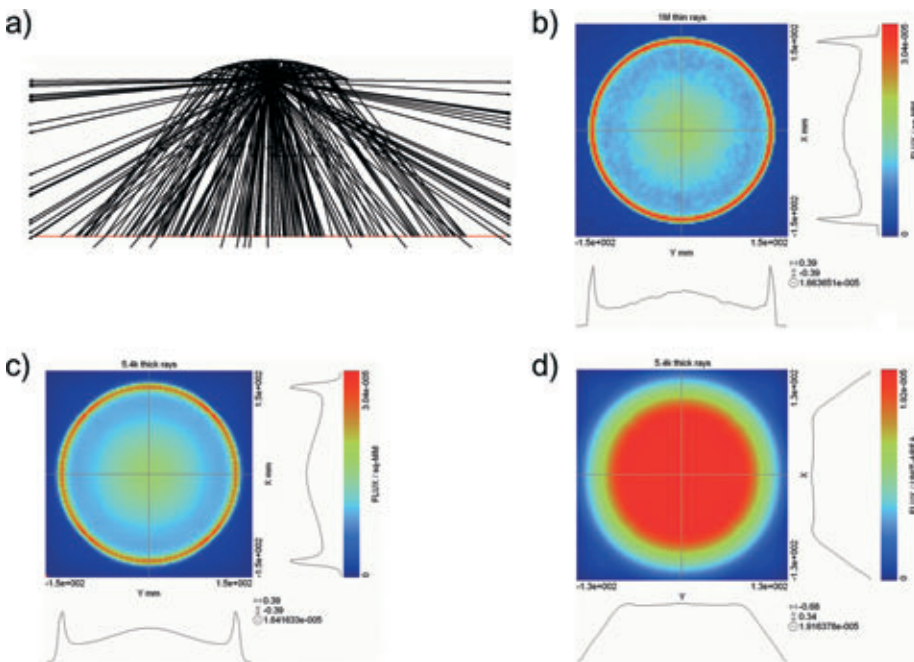 a)
b)
1M thin rays
1.5e+002
X mm
-1.5e+002
3.04e-005
0
-1.5e+002
1.5e+002
Y mm
0.39
-0.39
1.663651e-005
c)
5.4k thick rays
1.5e+002
X mm
-1.5e+002
3.04e-005
FLUX / sq-MM
0
-1.5e+002
1.5e+002
Y mm
0.39
-0.39
1.641633e-005
d)
5.4k thick rays
1.3e+002
X
-1.3e+002
1.92e-005
FLUX / UNIT-AREA
0
-1.3e+002
1.3e+002
Y
-0.68
0.34
1.916378e-005